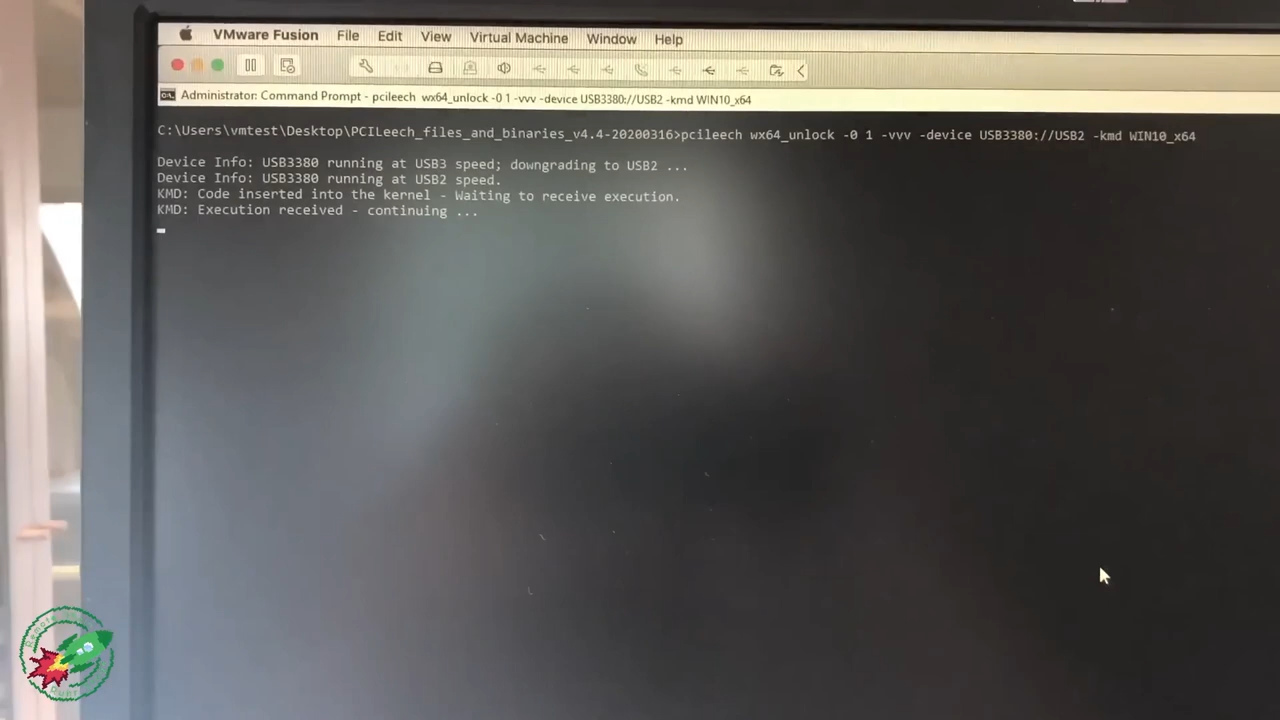 VMware Fusion File Edit View Virtual Machine Window Help
Administrator: Command Prompt - pcileech wx64_unlock -0 1 -vvv -device USB3380://USB2 -kmd WIN10_x64
C:\Users\vmtest\Desktop\PCILeech_files_and_binaries_v4.4-20200316>pcileech wx64_unlock -0 1 -vvv -device USB3380://USB2 -kmd WIN10_x64
Device Info: USB3380 running at USB3 speed; downgrading to USB2 ...
Device Info: USB3380 running at USB2 speed.
KMD: Code inserted into the kernel - Waiting to receive execution.
KMD: Execution received - continuing ...